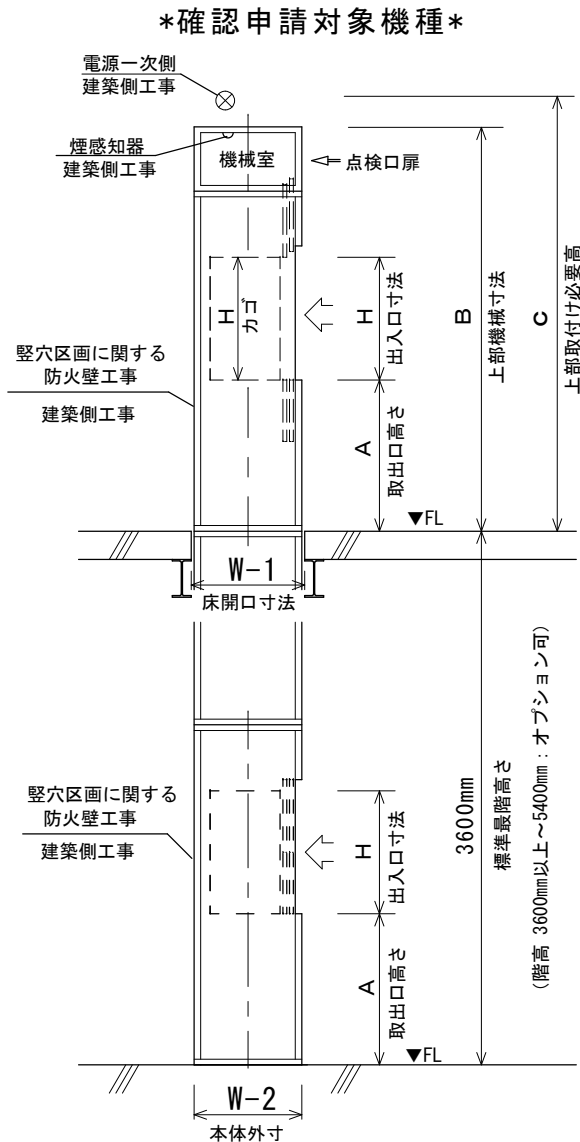 *確認申請対象機種*
電源一次側
建築側工事
煙感知器
建築側工事
機械室
点検口扉
H
カゴ
H
出入口寸法
B
上部機械寸法
C
上部取付け必要高
竪穴区画に関する
防火壁工事
建築側工事
A
取出口高さ
▼FL
W-1
床開口寸法
3600mm
標準最階高さ
(階高 3600mm以上～5400mm：オプション可)
竪穴区画に関する
防火壁工事
建築側工事
H
出入口寸法
A
取出口高さ
▼FL
W-2
本体外寸